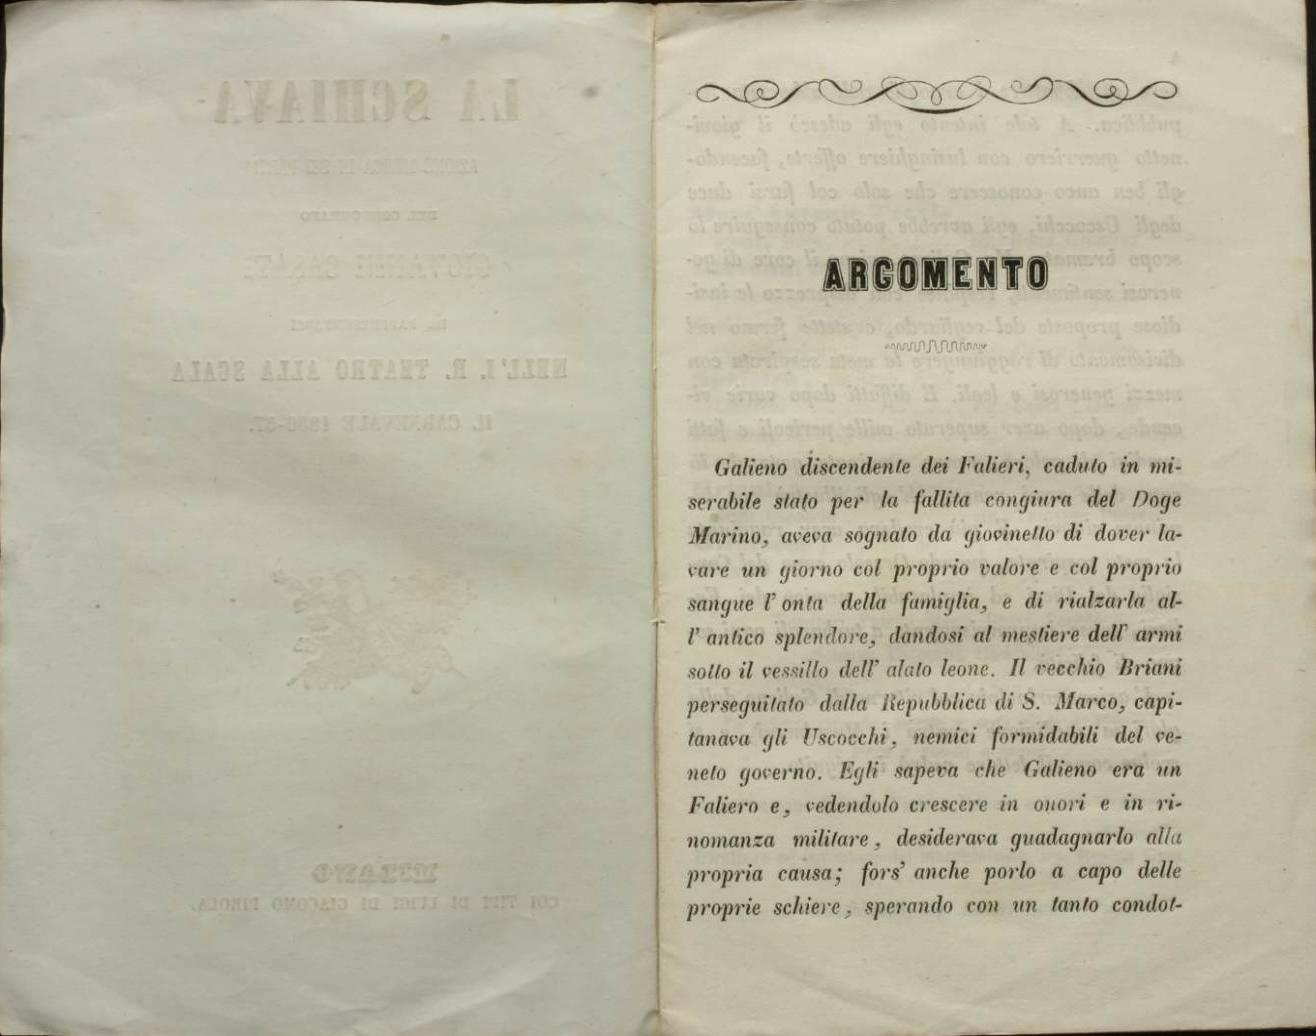 ARGOMENTO
Galieno discendente dei Falieri, caduto in mi-
serabile stato per la fallita congiura del Doge
Marino, aveva sognato da giovinetto di dover la-
vare un giorno col proprio valore e col proprio
sangue l' onta della famiglia, e di rialzarla al-
l' antico splendore, dandosi al mestiere dell' armi
sotto il vessillo dell' alato leone. Il vecchio Briani
perseguitato dalla Repubblica di S. Marco, capi-
tanava gli Uscocchi, nemici formidabili del ve-
neto governo. Egli sapeva che Galieno era un
Faliero e, vedendolo crescere in onori e in ri-
nomanza militare, desiderava guadagnarlo alla
propria causa; fors' anche porlo a capo delle
proprie schiere, sperando con un tanto condot-